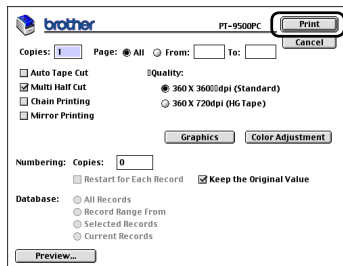 brother PT-9500PC Print
Cancel
Copies: 1 Page: All From: To:
Auto Tape Cut
Multi Half Cut
Chain Printing
Mirror Printing
Quality:
360 X 360 dpi (Standard)
360 X 720dpi (HG Tape)
Graphics Color Adjustment
Numbering: Copies: 0
Restart for Each Record Keep the Original Value
Database: All Records
Record Range From
Selected Records
Current Records
Preview...